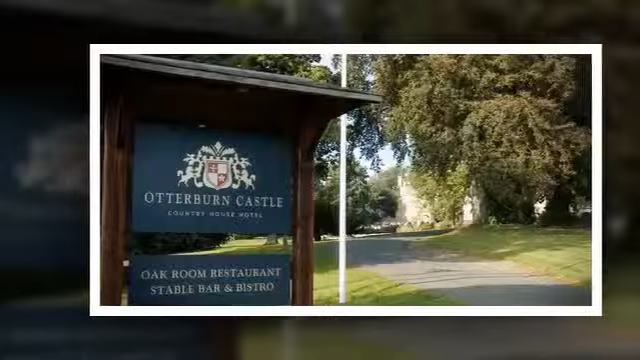 OTTERBURN CASTLE
COUNTRY HOUSE HOTEL
OAK ROOM RESTAURANT
STABLE BAR & BISTRO